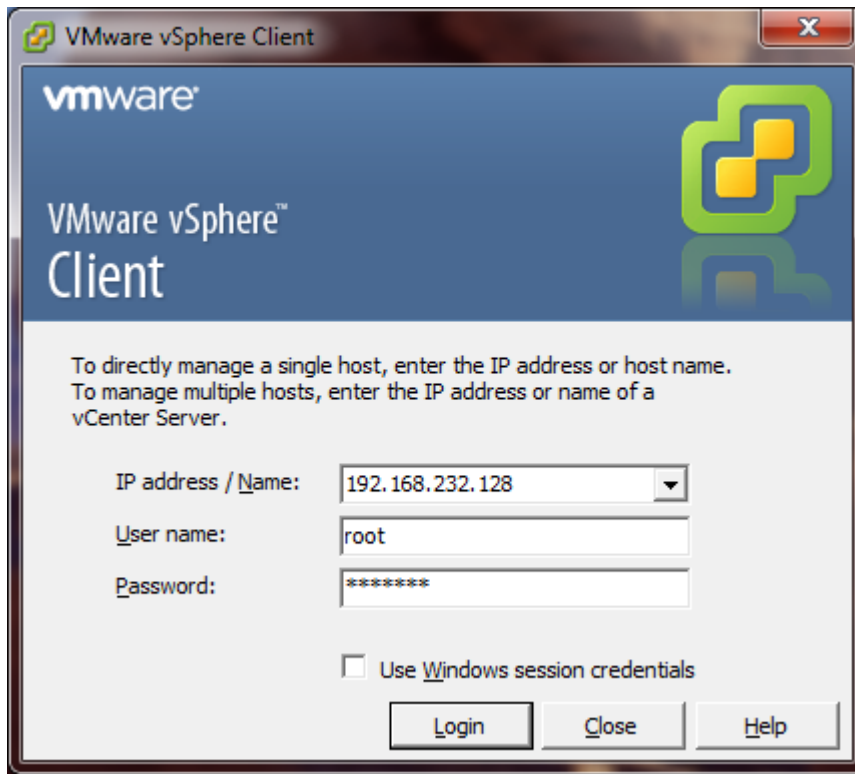 VMware vSphere Client
vmware
VMware vSphere™
Client
To directly manage a single host, enter the IP address or host name.
To manage multiple hosts, enter the IP address or name of a
vCenter Server.
IP address / Name: 192.168.232.128
User name: root
Password: *******
Use Windows session credentials
Login Close Help